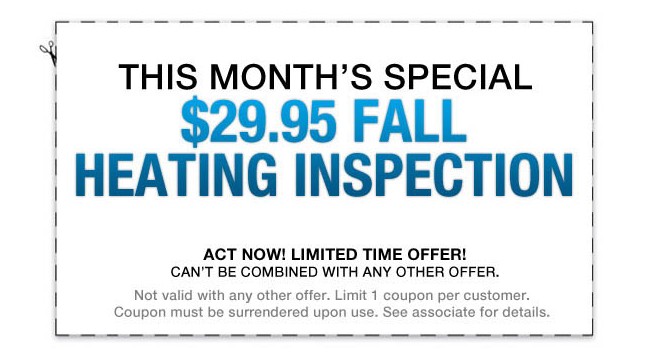 THIS MONTH'S SPECIAL
$29.95 FALL
HEATING INSPECTION
ACT NOW! LIMITED TIME OFFER!
CAN'T BE COMBINED WITH ANY OTHER OFFER.
Not valid with any other offer. Limit 1 coupon per customer.
Coupon must be surrendered upon use. See associate for details.